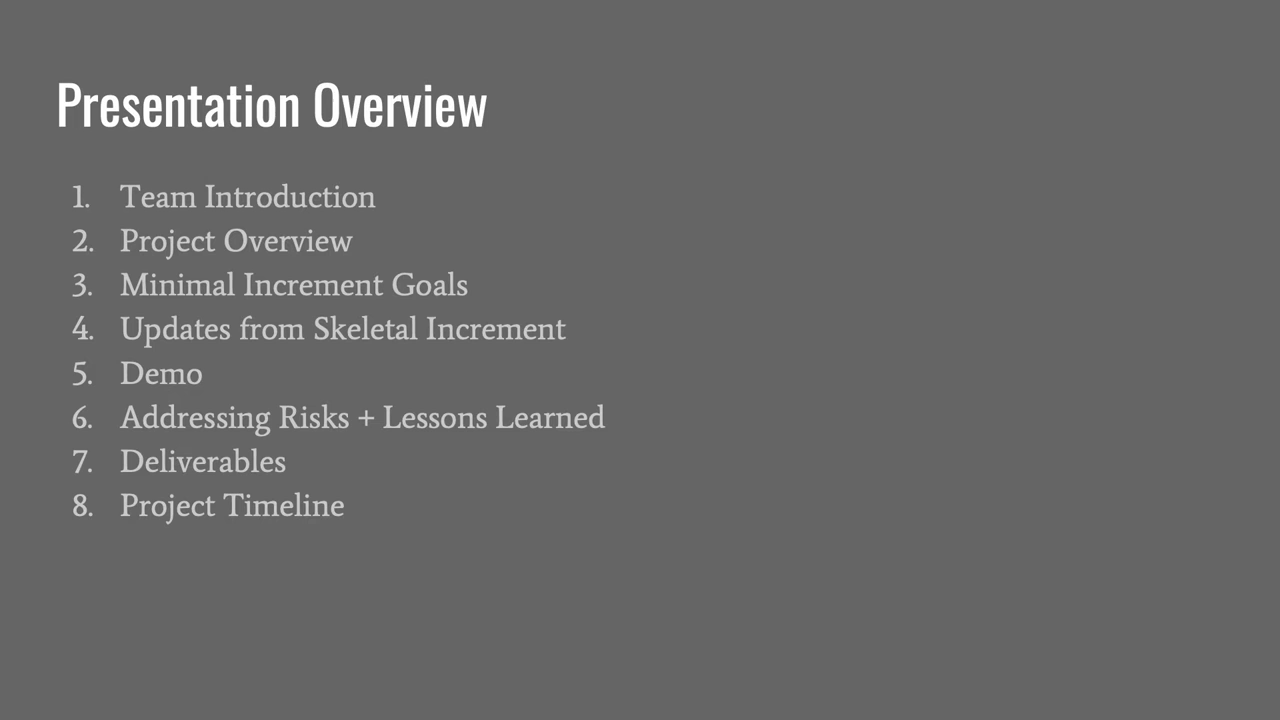 Presentation Overview
1. Team Introduction
2. Project Overview
3. Minimal Increment Goals
4. Updates from Skeletal Increment
5. Demo
6. Addressing Risks + Lessons Learned
7. Deliverables
8. Project Timeline